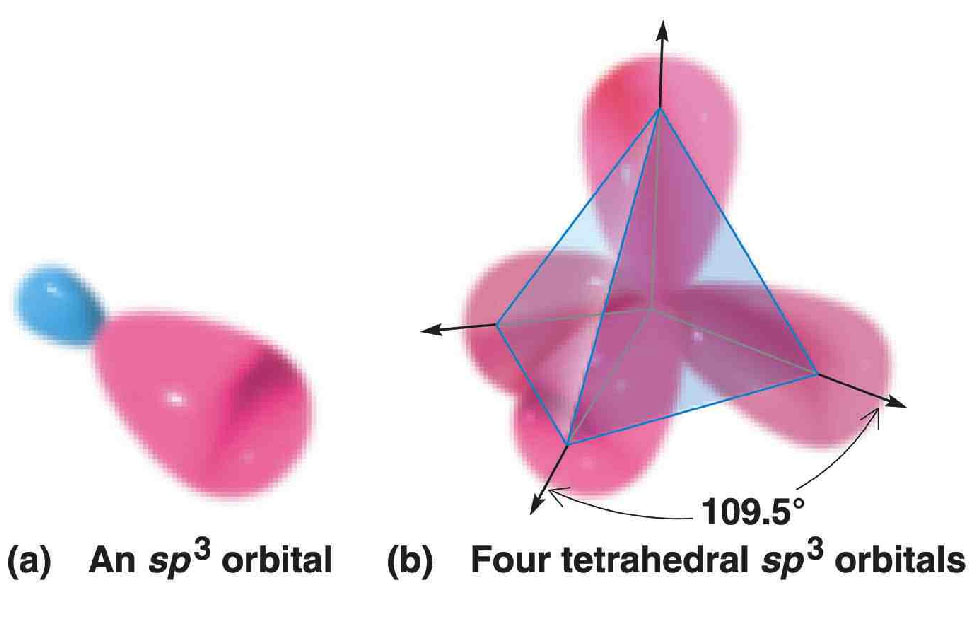 109.5°
(a) An sp³ orbital
(b) Four tetrahedral sp³ orbitals